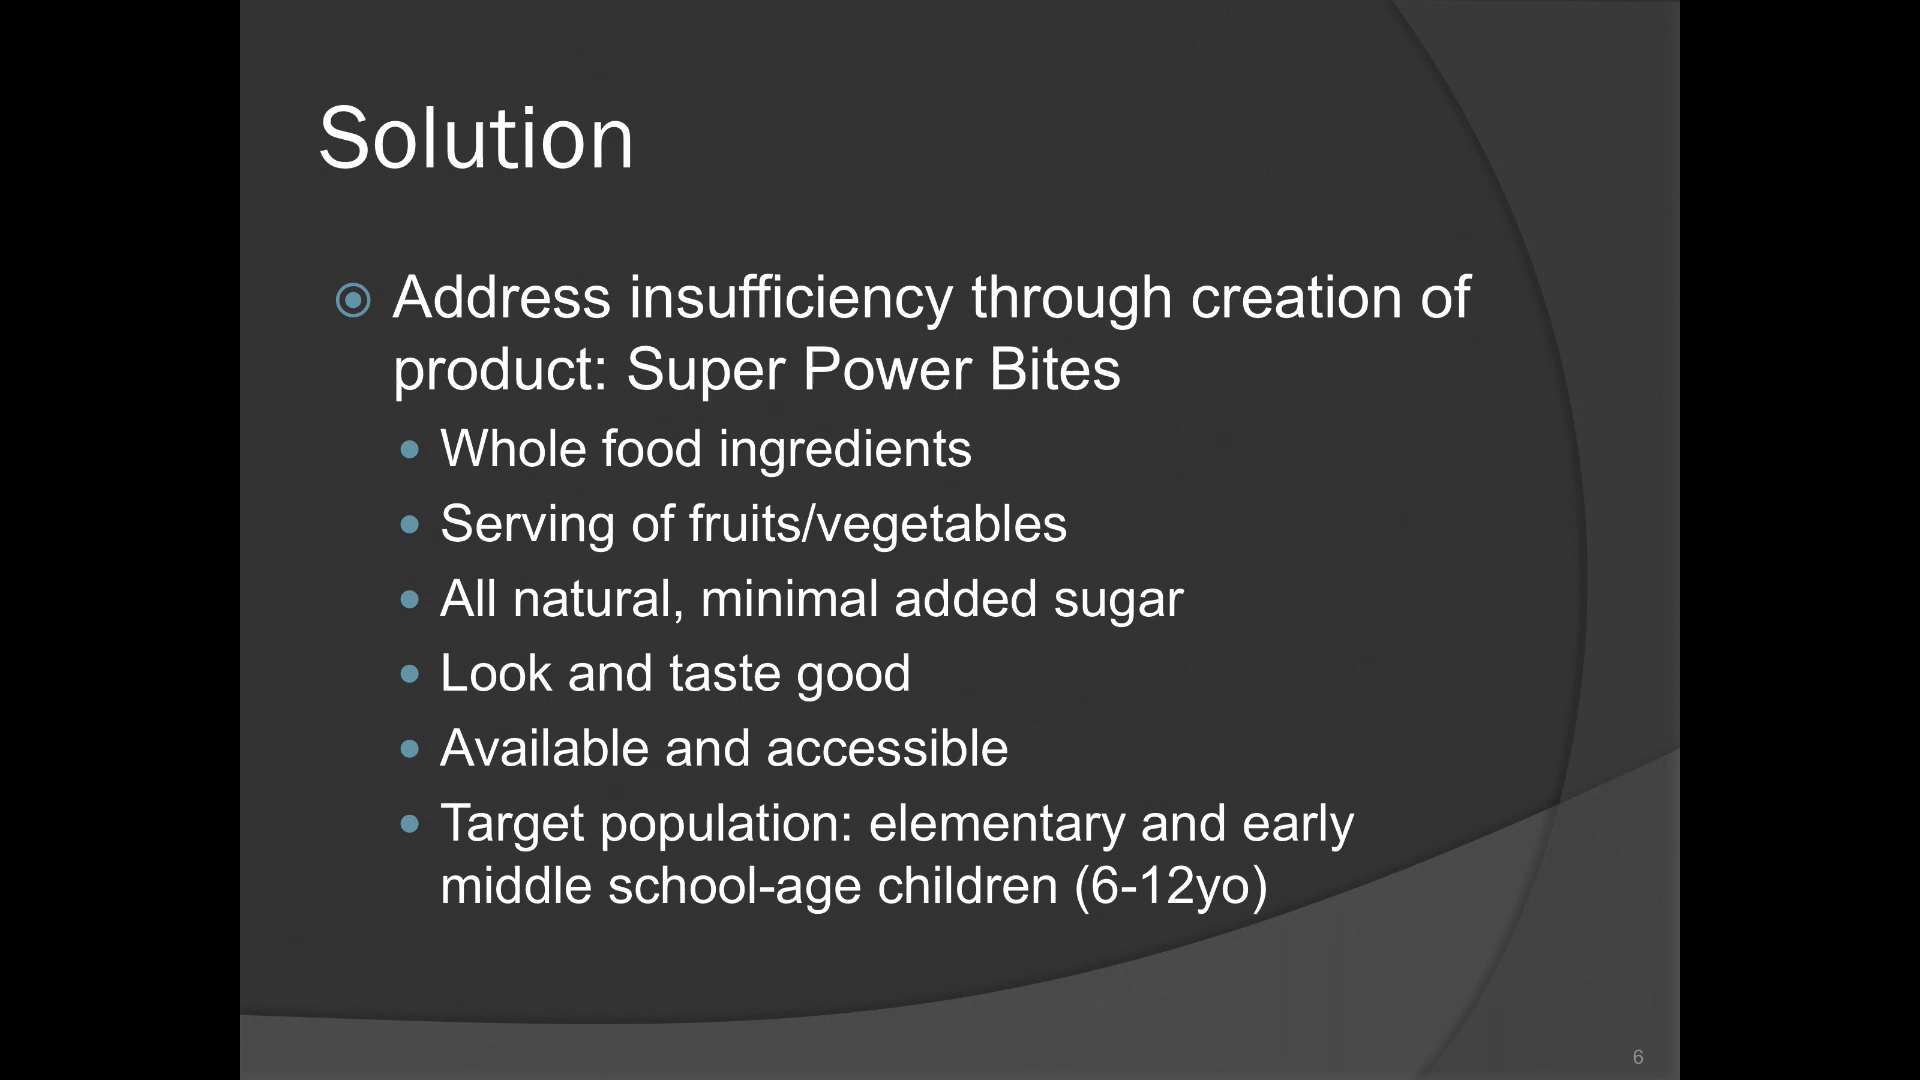 Solution
Address insufficiency through creation of
product: Super Power Bites
Whole food ingredients
Serving of fruits/vegetables
All natural, minimal added sugar
Look and taste good
Available and accessible
Target population: elementary and early
middle school-age children (6-12yo)
6